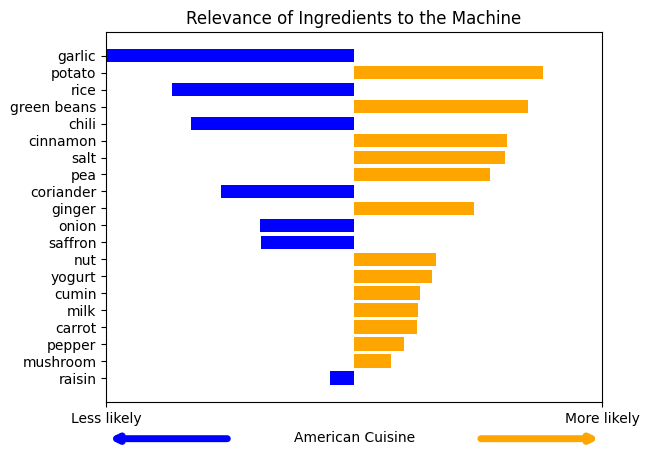 Relevance of Ingredients to the Machine
garlic
potato
rice
green beans
chili
cinnamon
salt
pea
coriander
ginger
onion
saffron
nut
yogurt
cumin
milk
carrot
pepper
mushroom
raisin
Less likely More likely
American Cuisine